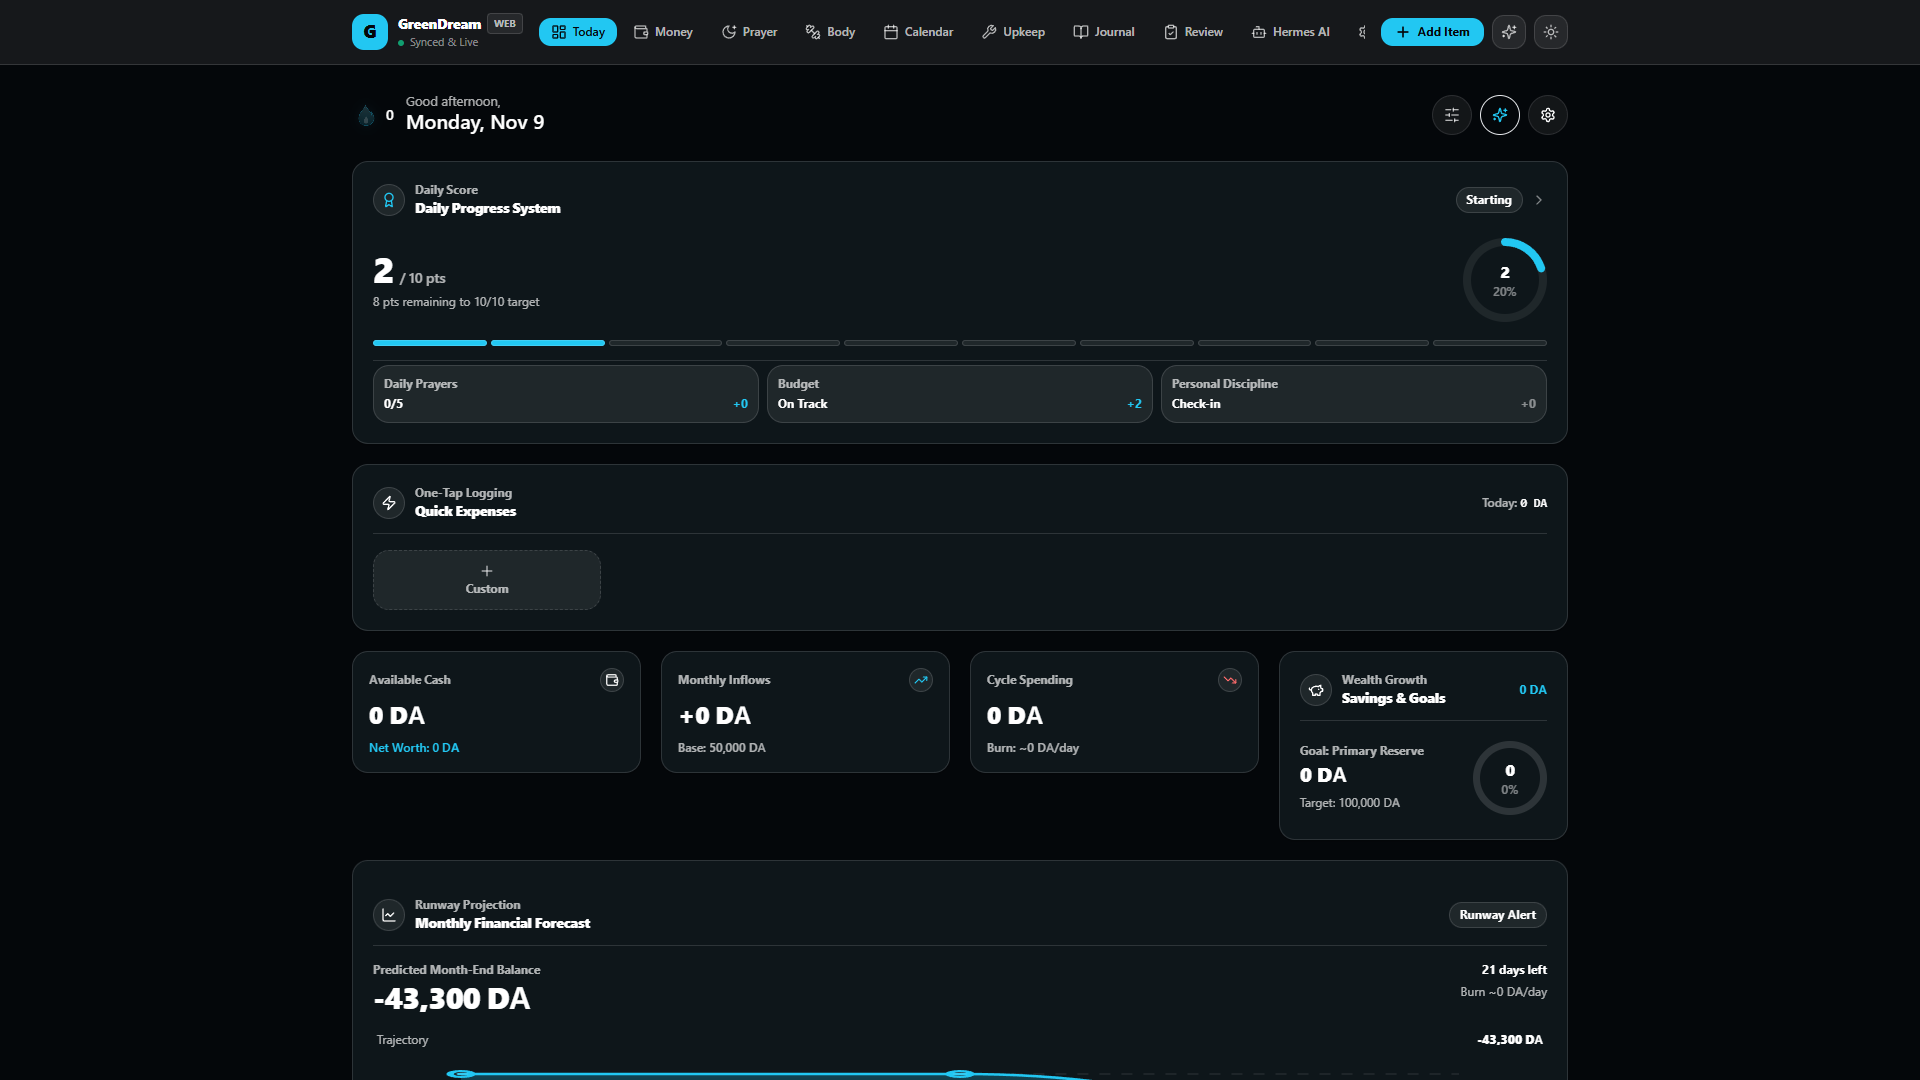 G
GreenDream WEB
Synced & Live
Today
Money
Prayer
Body
Calendar
Upkeep
Journal
Review
Hermes AI
Add Item
0
Good afternoon,
Monday, Nov 9
Daily Score
Daily Progress System
Starting
2 / 10 pts
8 pts remaining to 10/10 target
2
20%
Daily Prayers
0/5
+0
Budget
On Track
+2
Personal Discipline
Check-in
+0
One-Tap Logging
Quick Expenses
Today: 0 DA
Custom
Available Cash
0 DA
Net Worth: 0 DA
Monthly Inflows
+0 DA
Base: 50,000 DA
Cycle Spending
0 DA
Burn: ~0 DA/day
Wealth Growth
Savings & Goals
0 DA
Goal: Primary Reserve
0 DA
Target: 100,000 DA
0
0%
Runway Projection
Monthly Financial Forecast
Runway Alert
Predicted Month-End Balance
-43,300 DA
21 days left
Burn ~0 DA/day
Trajectory
-43,300 DA